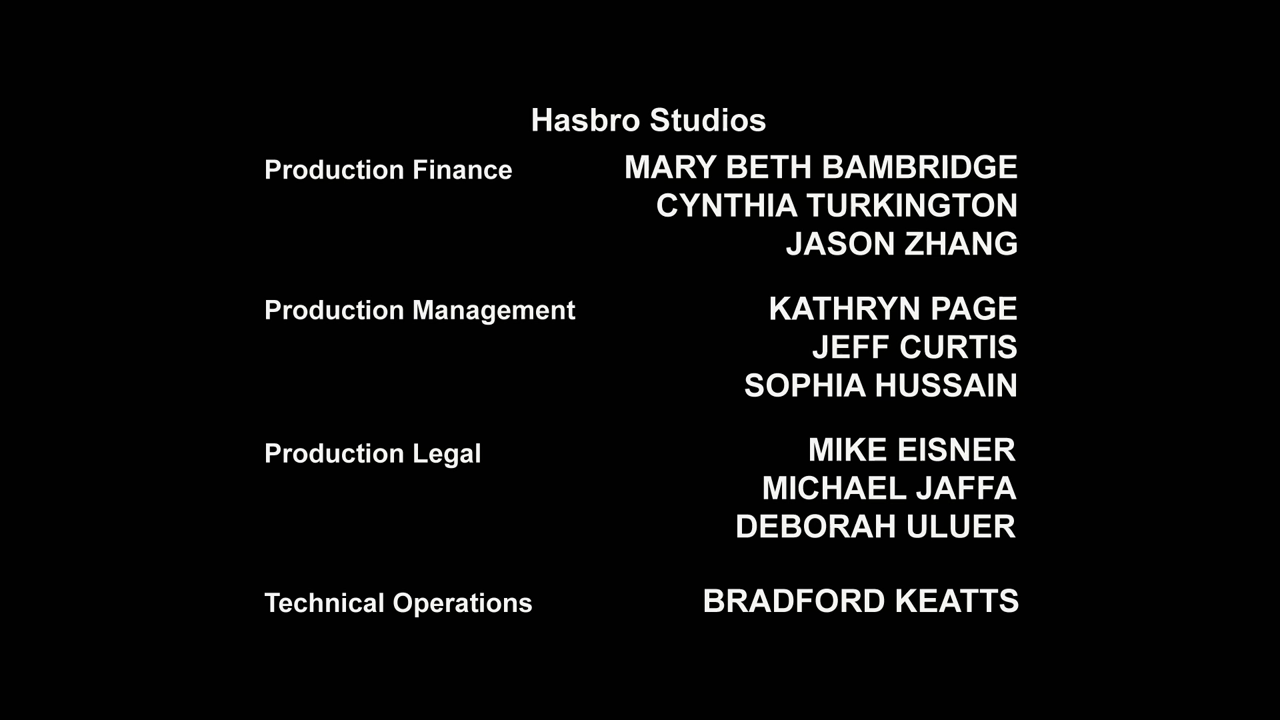 Hasbro Studios
Production Finance MARY BETH BAMBRIDGE
CYNTHIA TURKINGTON
JASON ZHANG
Production Management KATHRYN PAGE
JEFF CURTIS
SOPHIA HUSSAIN
Production Legal MIKE EISNER
MICHAEL JAFFA
DEBORAH ULUER
Technical Operations BRADFORD KEATTS